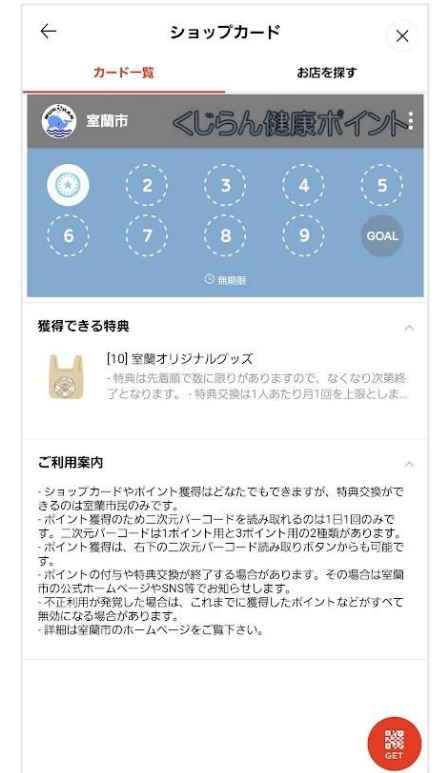 ショップカード
カード一覧 お店を探す
MURORAN
室蘭市 くじらん健康ポイント
2 3 4 5
6 7 8 9 GOAL
無期限
獲得できる特典
[10] 室蘭オリジナルグッズ
- 特典は先着順で数に限りがありますので、なくなり次第終
了となります。 - 特典交換は1人あたり月1回を上限としま...
ご利用案内
- ショップカードやポイント獲得はどなたでもできますが、特典交換がで
きるのは室蘭市民のみです。
- ポイント獲得のため二次元バーコードを読み取れるのは1日1回のみで
す。二次元バーコードは1ポイント用と3ポイント用の2種類があります。
- ポイント獲得は、右下の二次元バーコード読み取りボタンからも可能で
す。
- ポイントの付与や特典交換が終了する場合があります。その場合は室蘭
市の公式ホームページやSNS等でお知らせします。
- 不正利用が発覚した場合は、これまでに獲得したポイントなどがすべて
無効になる場合があります。
- 詳細は室蘭市のホームページをご覧下さい。
GET